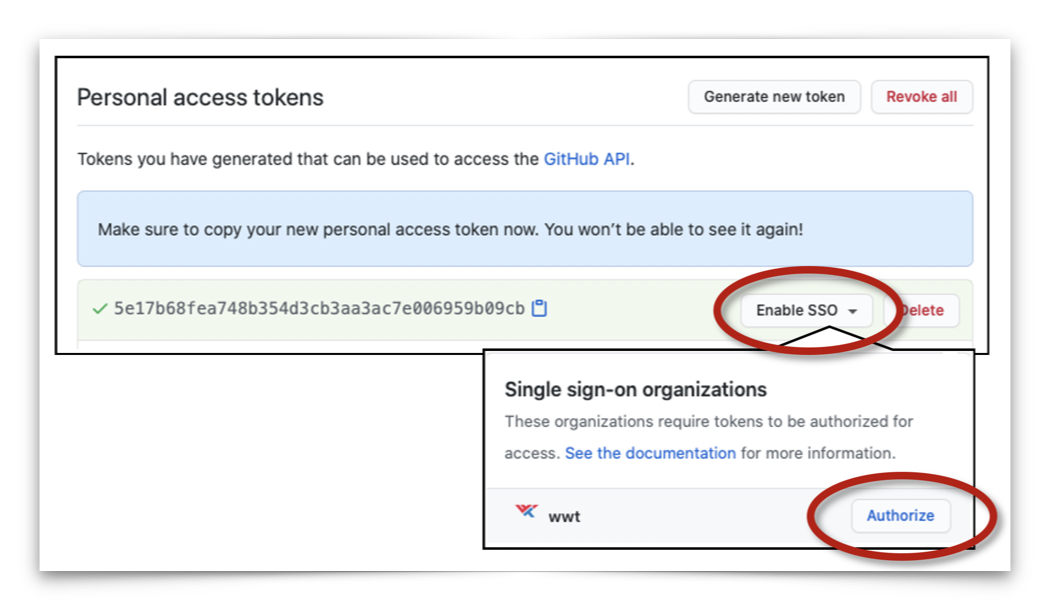 Personal access tokens
Generate new token
Revoke all
Tokens you have generated that can be used to access the GitHub API.
Make sure to copy your new personal access token now. You won't be able to see it again!
5e17b68fea748b354d3cb3aa3ac7e006959b09cb
Enable SSO
Delete
Single sign-on organizations
These organizations require tokens to be authorized for
access. See the documentation for more information.
wwt
Authorize